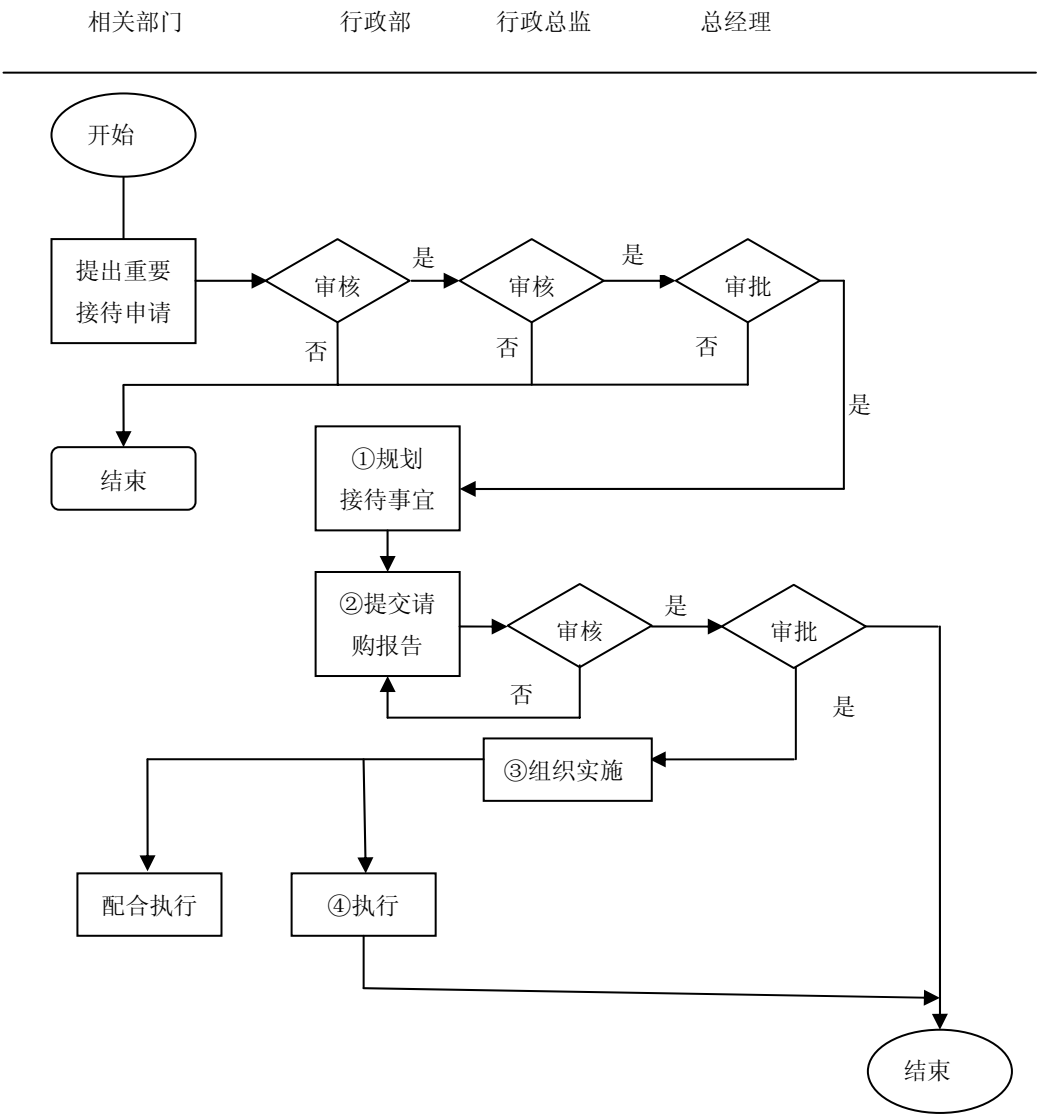 相关部门
行政部
行政总监
总经理
开始
提出重要
接待申请
审核
是
审核
是
审批
否
否
否
是
结束
①规划
接待事宜
②提交请
购报告
审核
是
审批
否
是
③组织实施
配合执行
④执行
结束